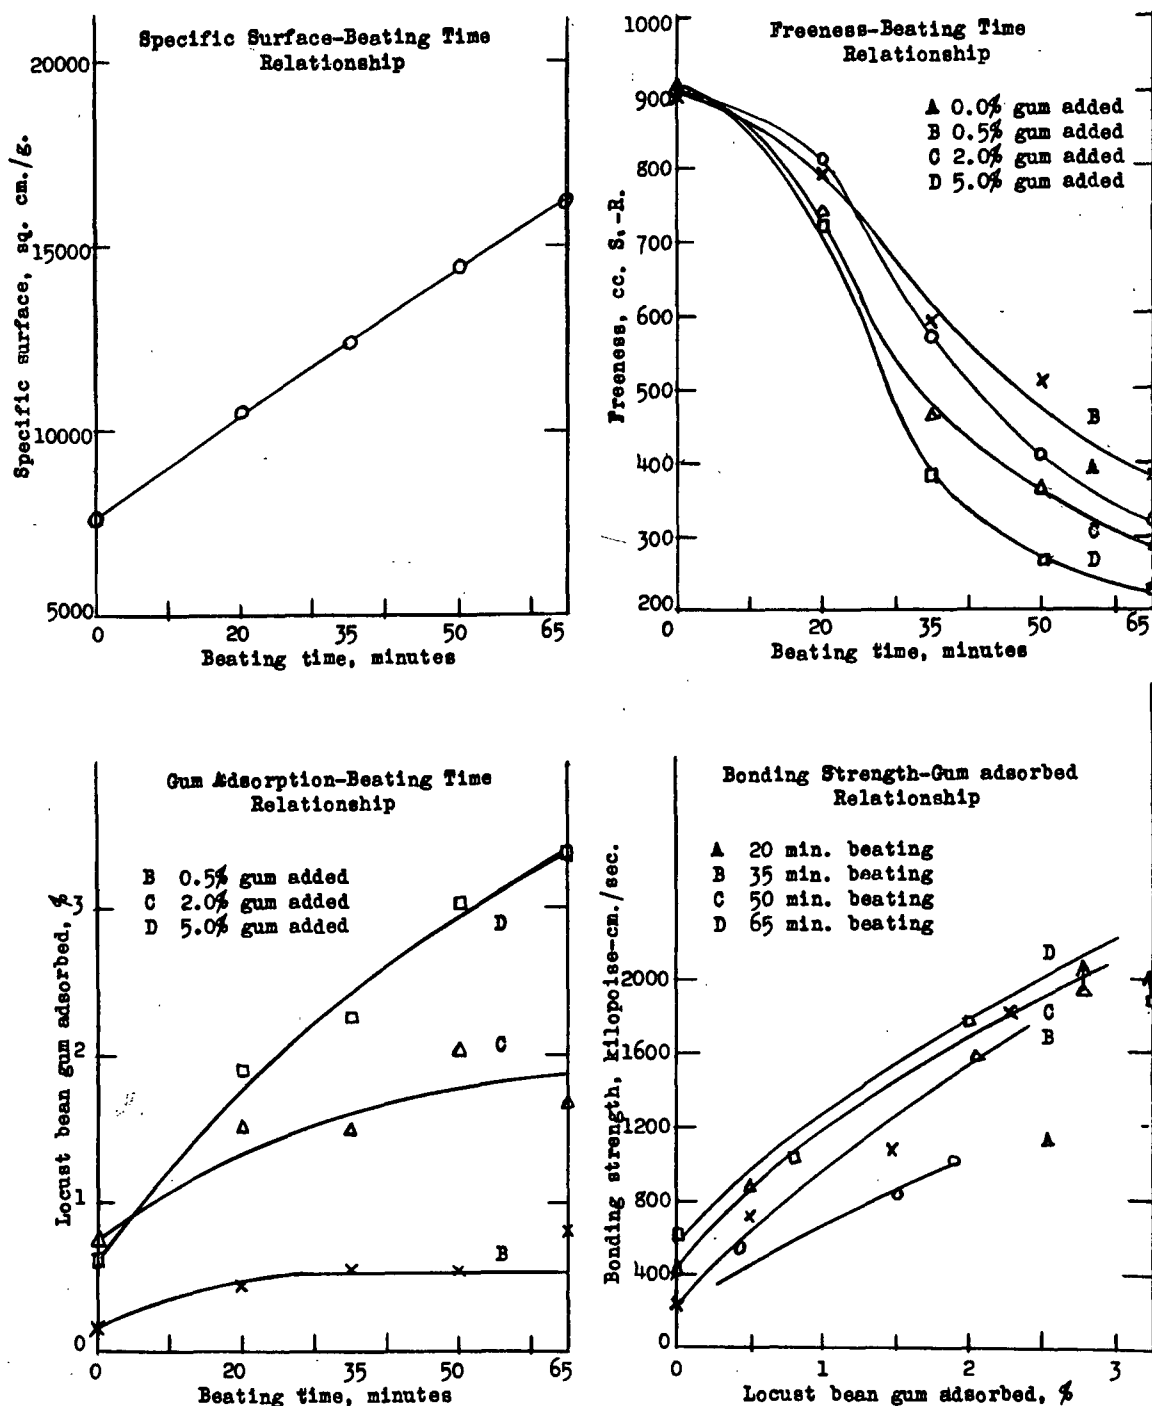 Specific Surface-Beating Time
Relationship
20000
15000
10000
5000
Specific surface, sq. cm./g.
0 20 35 50 65
Beating time, minutes
Freeness-Beating Time
Relationship
A 0.0% gum added
B 0.5% gum added
C 2.0% gum added
D 5.0% gum added
1000
900
800
700
600
500
400
300
200
Freeness, cc. S.-R.
B
A
C
D
0 20 35 50 65
Beating time, minutes
Gum Adsorption-Beating Time
Relationship
B 0.5% gum added
C 2.0% gum added
D 5.0% gum added
3
2
1
0
Locust bean gum adsorbed, %
D
C
B
0 20 35 50 65
Beating time, minutes
Bonding Strength-Gum adsorbed
Relationship
A 20 min. beating
B 35 min. beating
C 50 min. beating
D 65 min. beating
2000
1600
1200
800
400
0
Bonding strength, kilopoise-cm./sec.
D
A
C
B
A
0 1 2 3
Locust bean gum adsorbed, %